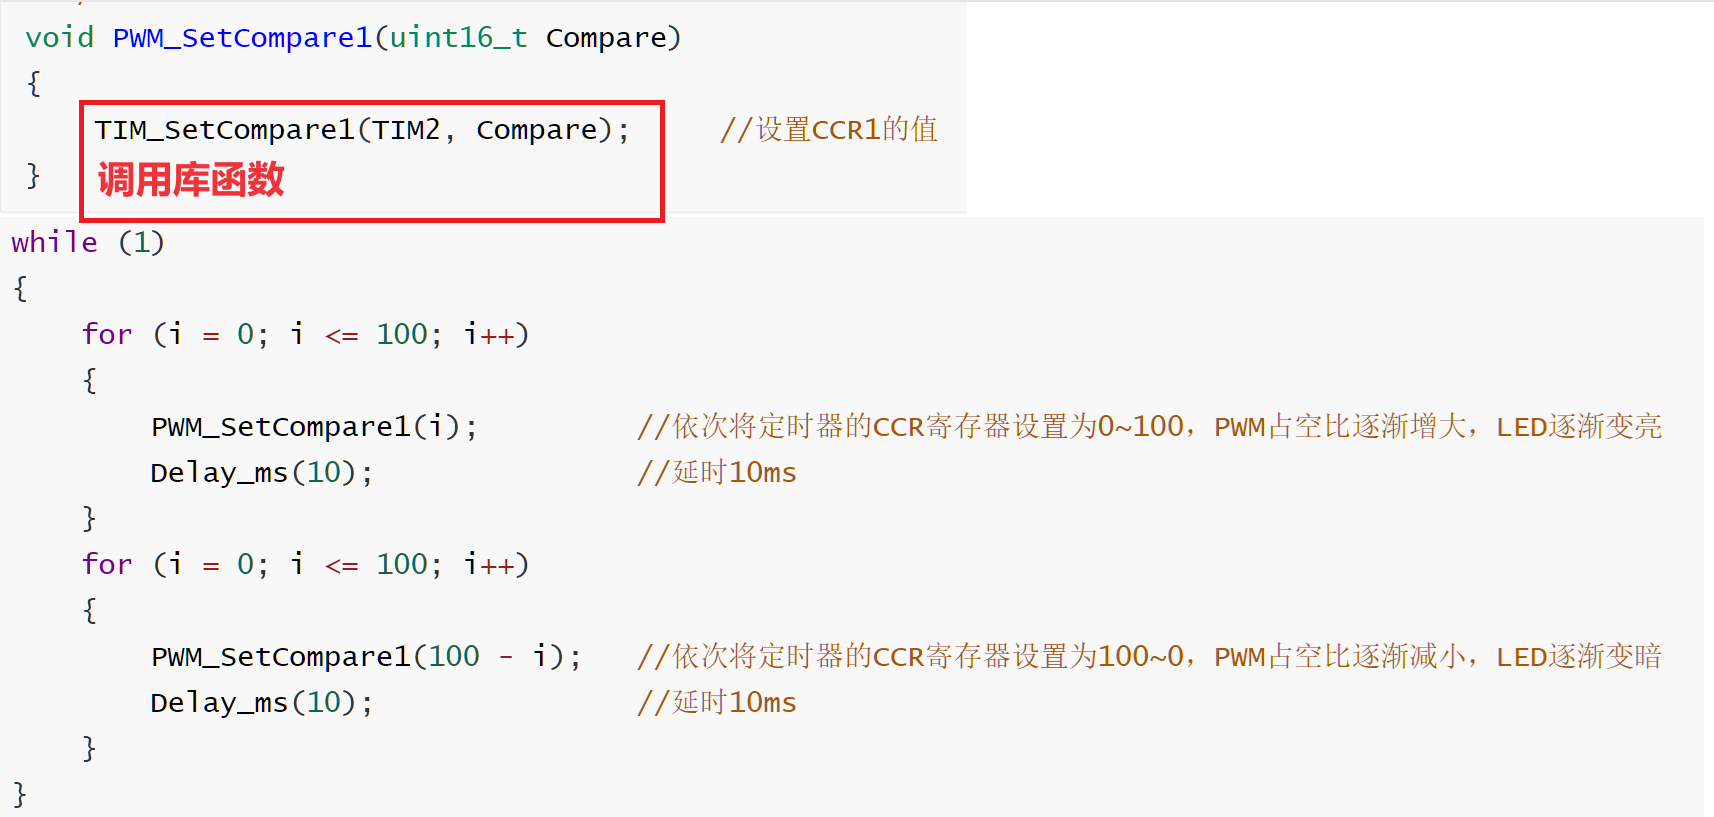 void PWM_SetCompare1(uint16_t Compare)
{
    TIM_SetCompare1(TIM2, Compare);     //设置CCR1的值
}   调用库函数
while (1)
{
    for (i = 0; i <= 100; i++)
    {
        PWM_SetCompare1(i);         //依次将定时器的CCR寄存器设置为0~100，PWM占空比逐渐增大，LED逐渐变亮
        Delay_ms(10);               //延时10ms
    }
    for (i = 0; i <= 100; i++)
    {
        PWM_SetCompare1(100 - i);   //依次将定时器的CCR寄存器设置为100~0，PWM占空比逐渐减小，LED逐渐变暗
        Delay_ms(10);               //延时10ms
    }
}